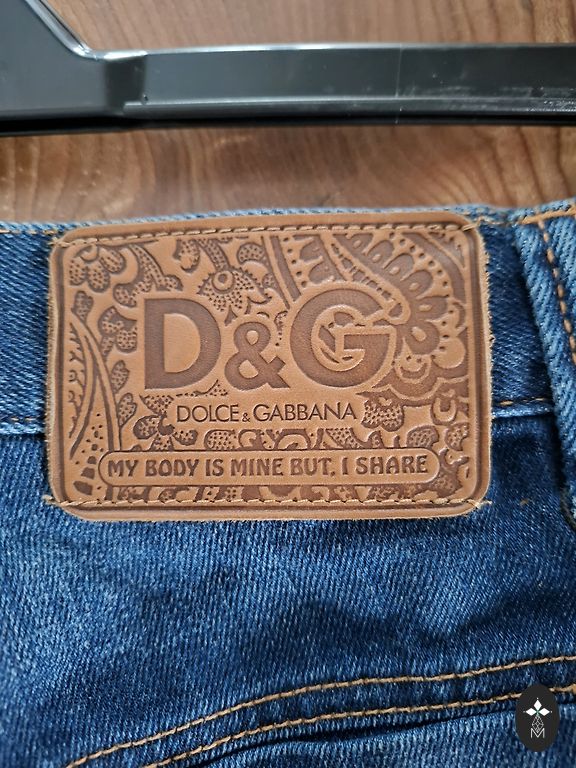 D&G
DOLCE & GABBANA
MY BODY IS MINE BUT, I SHARE
M